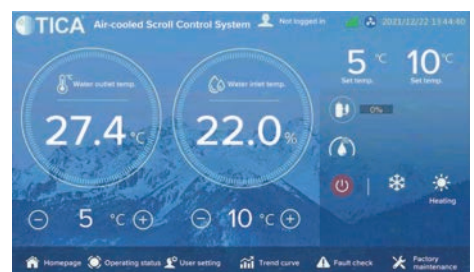 TICA Air-cooled Scroll Control System Not logged in 2021/12/22 13:44:40
Water outlet temp.
27.4 °C
Water inlet temp.
22.0 %
5 °C
Set temp.
10 °C
Set temp.
0%
Heating
5 °C
10 °C
Homepage Operating status User setting Trend curve Fault check Factory maintenance